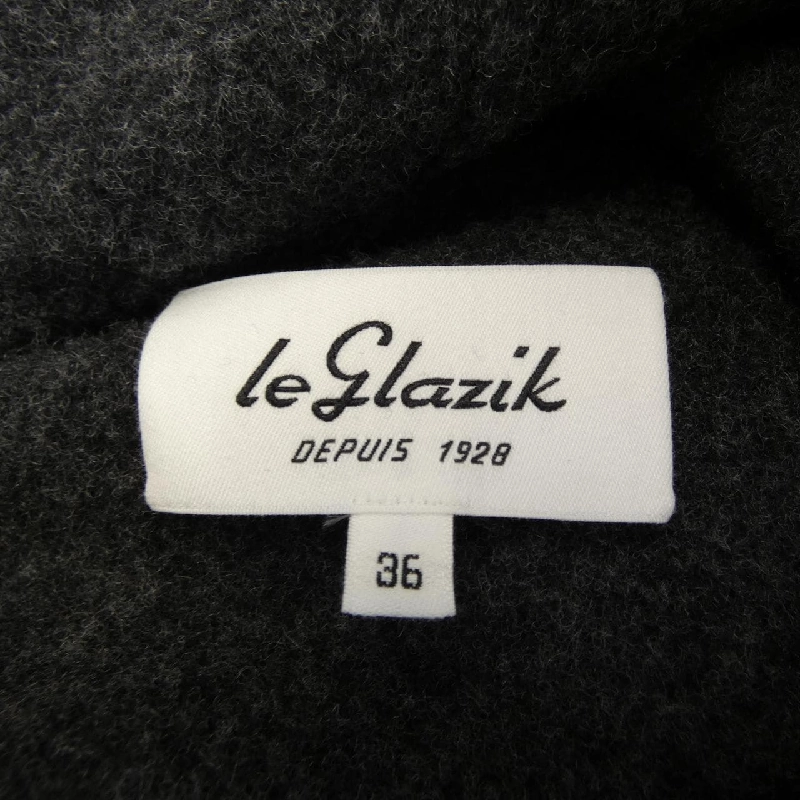 le Glazik
DEPUIS 1928
36